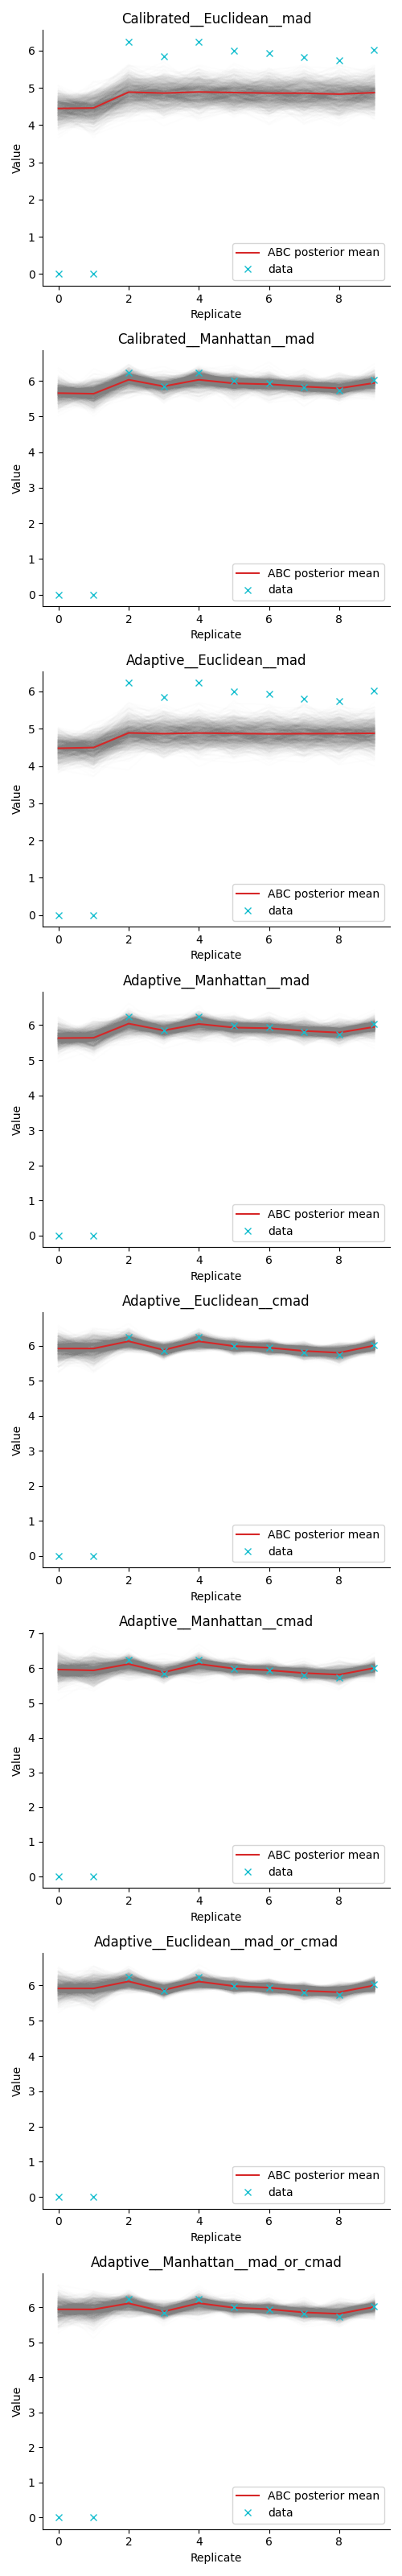 Calibrated__Euclidean__mad
6
5
4
3
2
1
0
Value
ABC posterior mean
data
0 2 4 6 8
Replicate
Calibrated__Manhattan__mad
6
5
4
3
2
1
0
Value
ABC posterior mean
data
0 2 4 6 8
Replicate
Adaptive__Euclidean__mad
6
5
4
3
2
1
0
Value
ABC posterior mean
data
0 2 4 6 8
Replicate
Adaptive__Manhattan__mad
6
5
4
3
2
1
0
Value
ABC posterior mean
data
0 2 4 6 8
Replicate
Adaptive__Euclidean__cmad
6
5
4
3
2
1
0
Value
ABC posterior mean
data
0 2 4 6 8
Replicate
Adaptive__Manhattan__cmad
7
6
5
4
3
2
1
0
Value
ABC posterior mean
data
0 2 4 6 8
Replicate
Adaptive__Euclidean__mad_or_cmad
6
5
4
3
2
1
0
Value
ABC posterior mean
data
0 2 4 6 8
Replicate
Adaptive__Manhattan__mad_or_cmad
6
5
4
3
2
1
0
Value
ABC posterior mean
data
0 2 4 6 8
Replicate